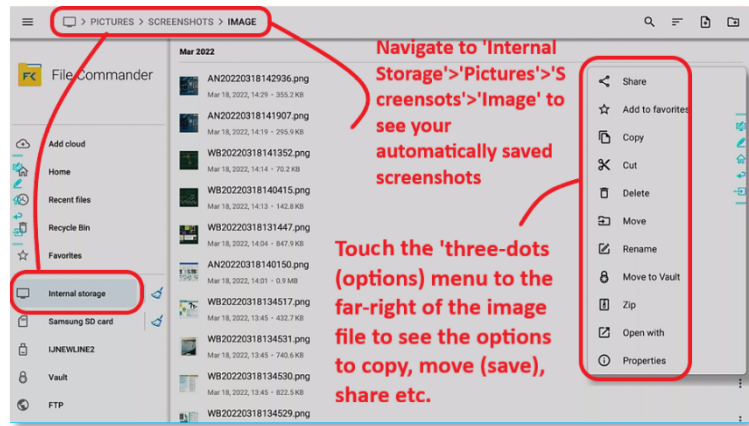 > PICTURES > SCREENSHOTS > IMAGE
Mar 2022
FC File Commander
Add cloud
Home
Recent files
Recycle Bin
Favorites
Internal storage
Samsung SD card
IJNEWLINE2
Vault
FTP
AN20220318142936.png
Mar 18, 2022, 14:29 - 355.2 KB
AN20220318141907.png
Mar 18, 2022, 14:19 - 295.9 KB
WB20220318141352.png
Mar 18, 2022, 14:14 - 70.2 KB
WB20220318140415.png
Mar 18, 2022, 14:13 - 142.8 KB
WB20220318131447.png
Mar 18, 2022, 14:04 - 847.9 KB
AN20220318140150.png
Mar 18, 2022, 14:01 - 0.9 MB
WB20220318134517.png
Mar 18, 2022, 13:45 - 432.7 KB
WB20220318134531.png
Mar 18, 2022, 13:45 - 740.6 KB
WB20220318134530.png
Mar 18, 2022, 13:45 - 822.5 KB
WB20220318134529.png
Navigate to 'Internal
Storage'>'Pictures'>'S
creensots'>'Image' to
see your
automatically saved
screenshots
Touch the 'three-dots
(options) menu to the
far-right of the image
file to see the options
to copy, move (save),
share etc.
Share
Add to favorites
Copy
Cut
Delete
Move
Rename
Move to Vault
Zip
Open with
Properties